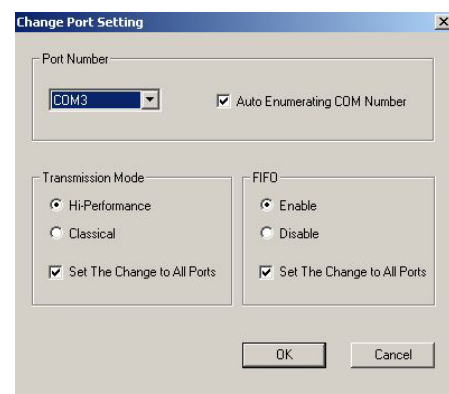 Change Port Setting
Port Number
COM3
Auto Enumerating COM Number
Transmission Mode
Hi-Performance
Classical
Set The Change to All Ports
FIFO
Enable
Disable
Set The Change to All Ports
OK
Cancel